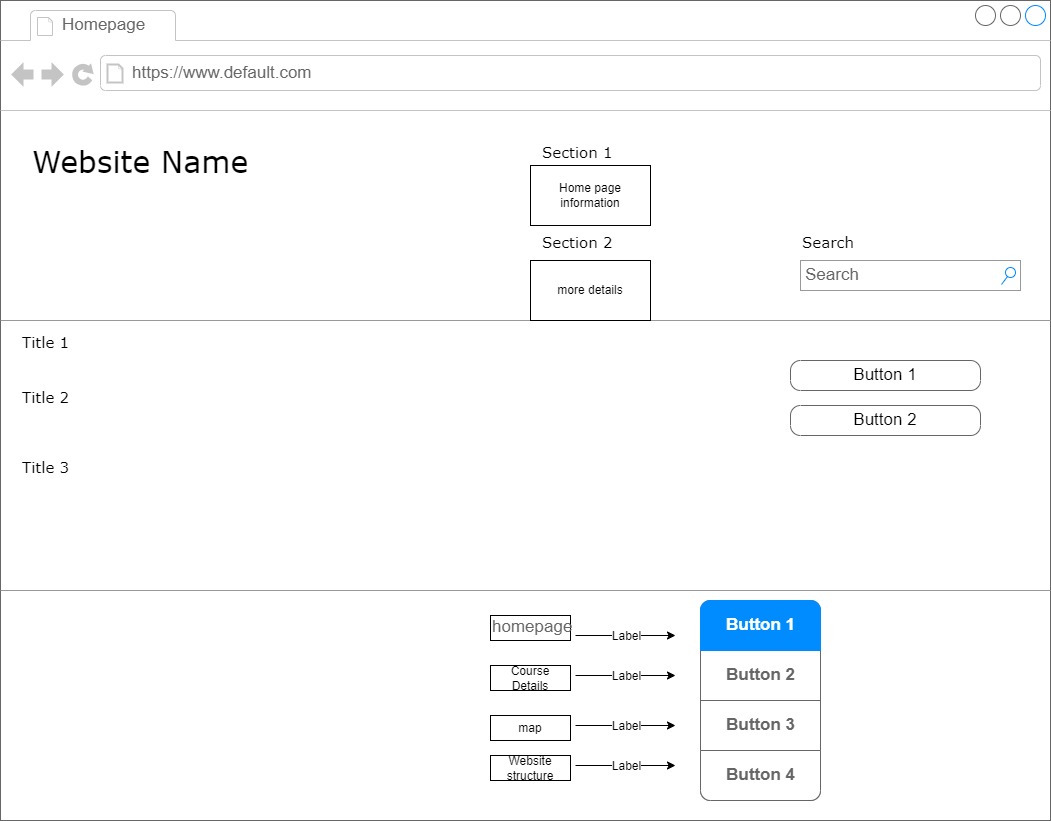 Homepage
https://www.default.com
Website Name
Section 1
Home page
information
Section 2
more details
Search
Search
Title 1
Title 2
Title 3
Button 1
Button 2
homepage
Label
Button 1
Course
Details
Label
Button 2
map
Label
Button 3
Website
structure
Label
Button 4